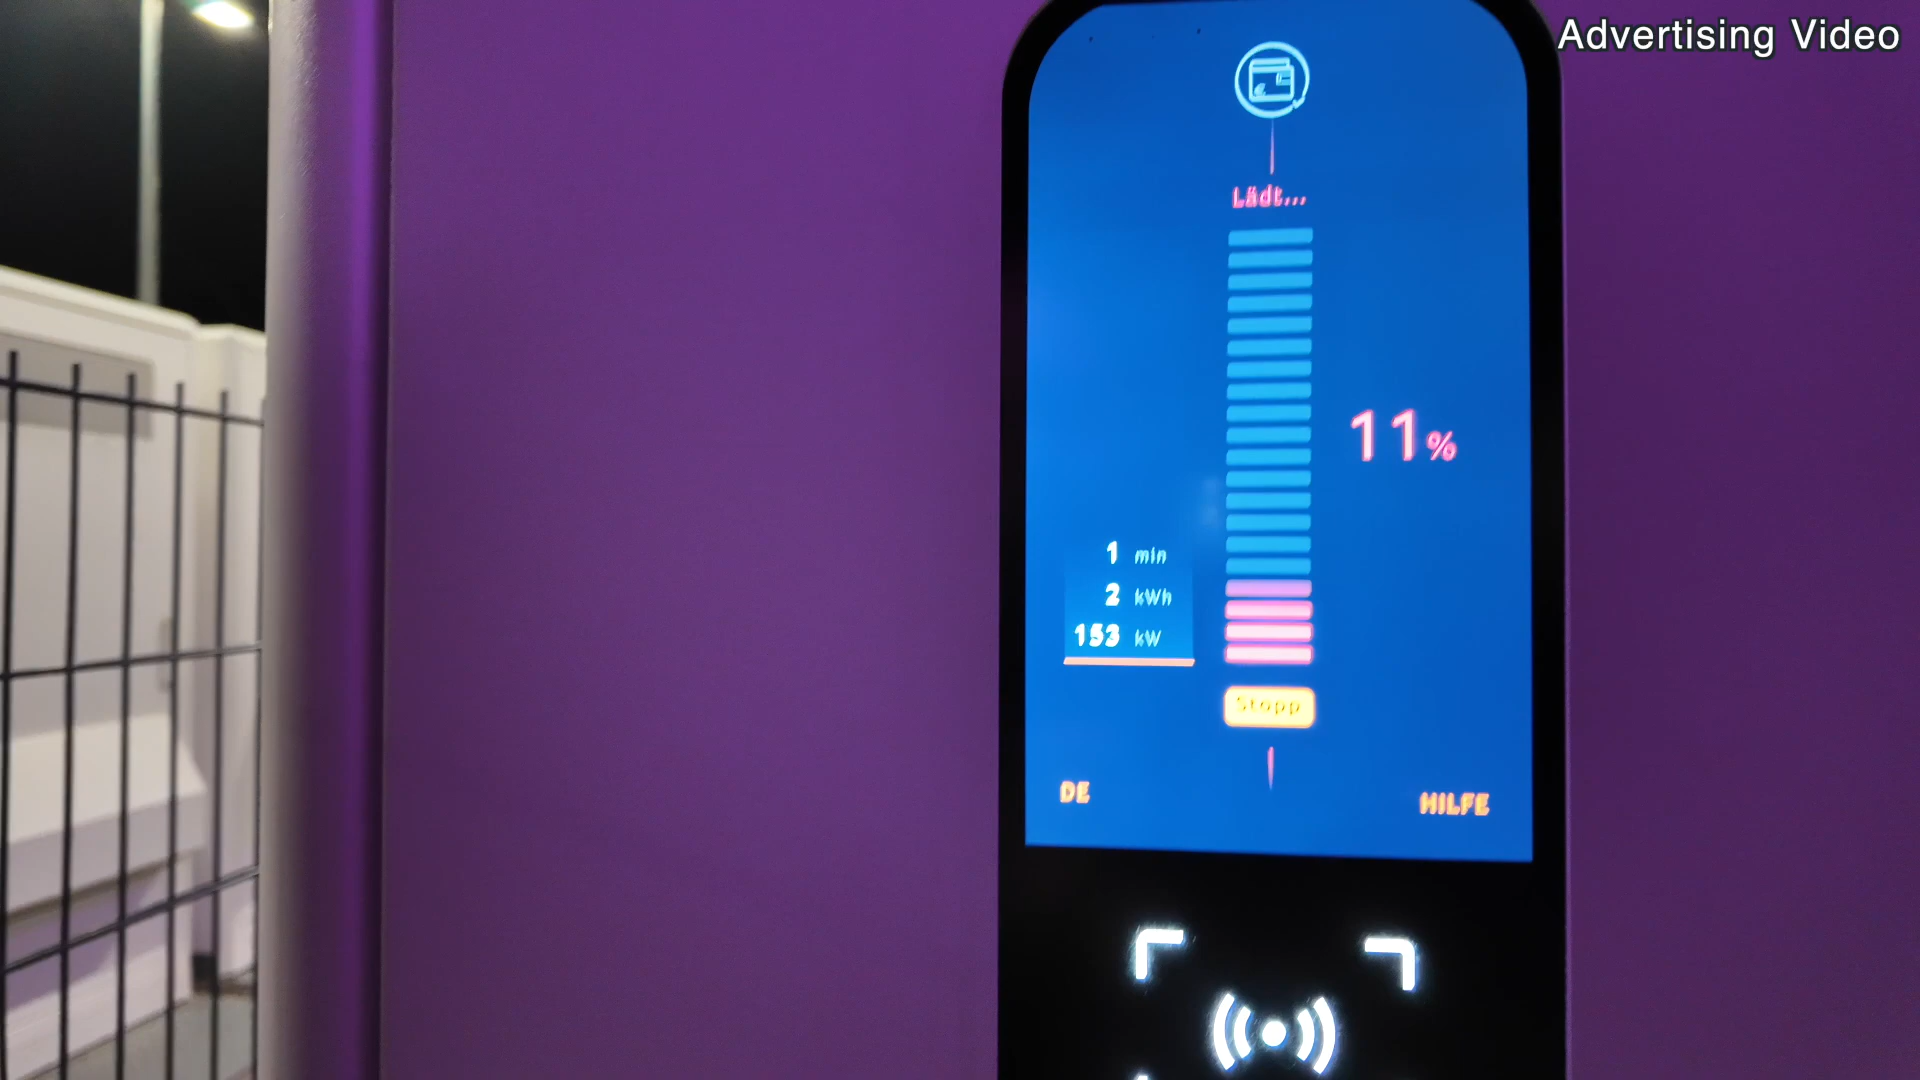 Advertising Video
Lädt...
11%
1 min
2 kWh
153 kW
Stopp
DE
HILFE